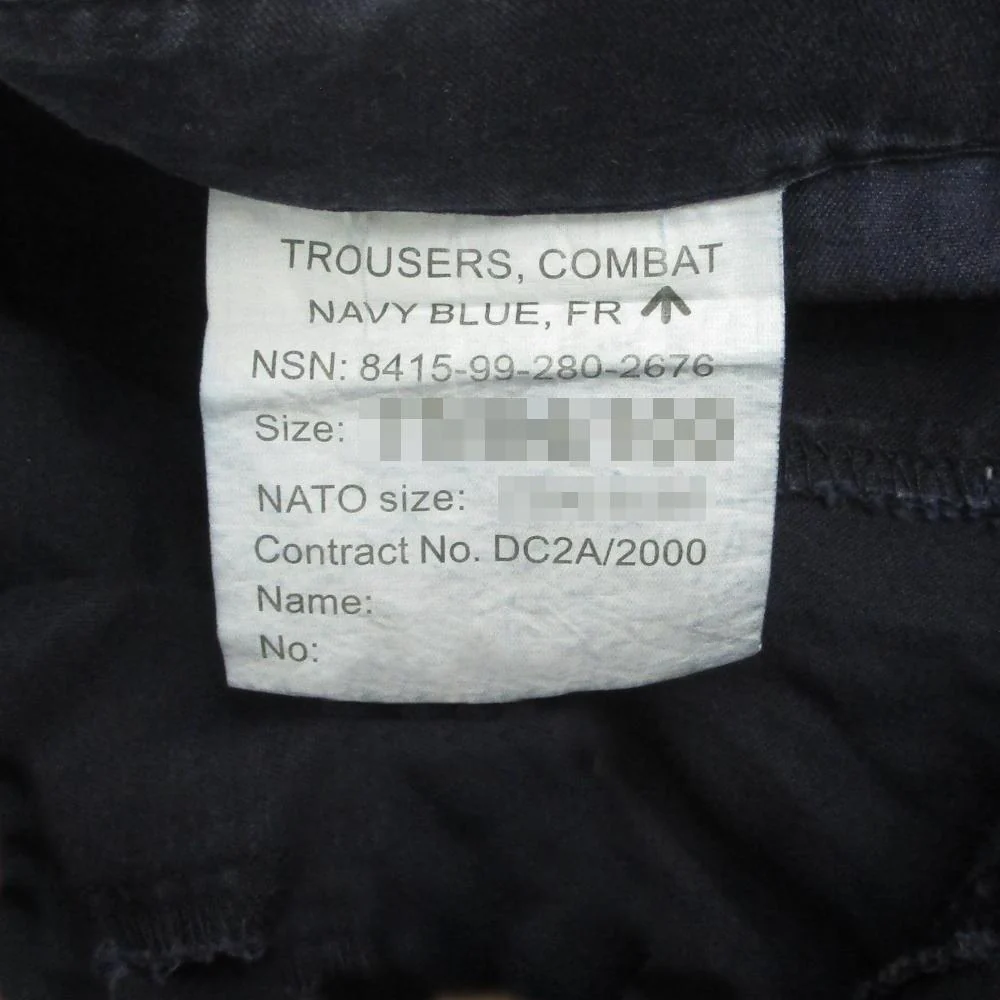 TROUSERS, COMBAT
NAVY BLUE, FR
NSN: 8415-99-280-2676
Size:
NATO size:
Contract No. DC2A/2000
Name:
No: